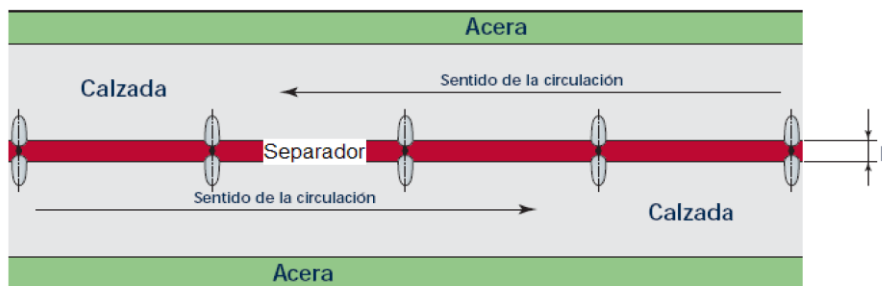 Acera
Sentido de la circulación
Calzada
Separador
Sentido de la circulación
Calzada
Acera